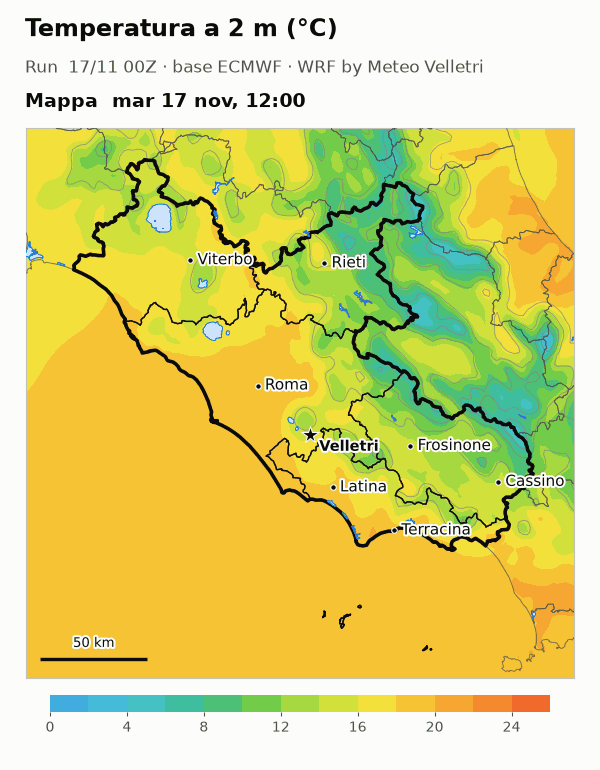 Temperatura a 2 m (°C)
Run  17/11 00Z · base ECMWF · WRF by Meteo Velletri
Mappa  mar 17 nov, 12:00
Viterbo
Rieti
Roma
Velletri
Frosinone
Cassino
Latina
Terracina
50 km
0 4 8 12 16 20 24